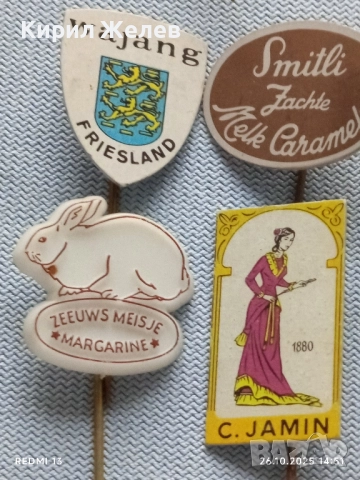 Кирил Желев
Wajang
FRIESLAND
Smitli
Zachte
Melk Caramel
ZEEUWS MEISJE
MARGARINE
1880
C. JAMIN
REDMI 13
26.10.2025 14:51